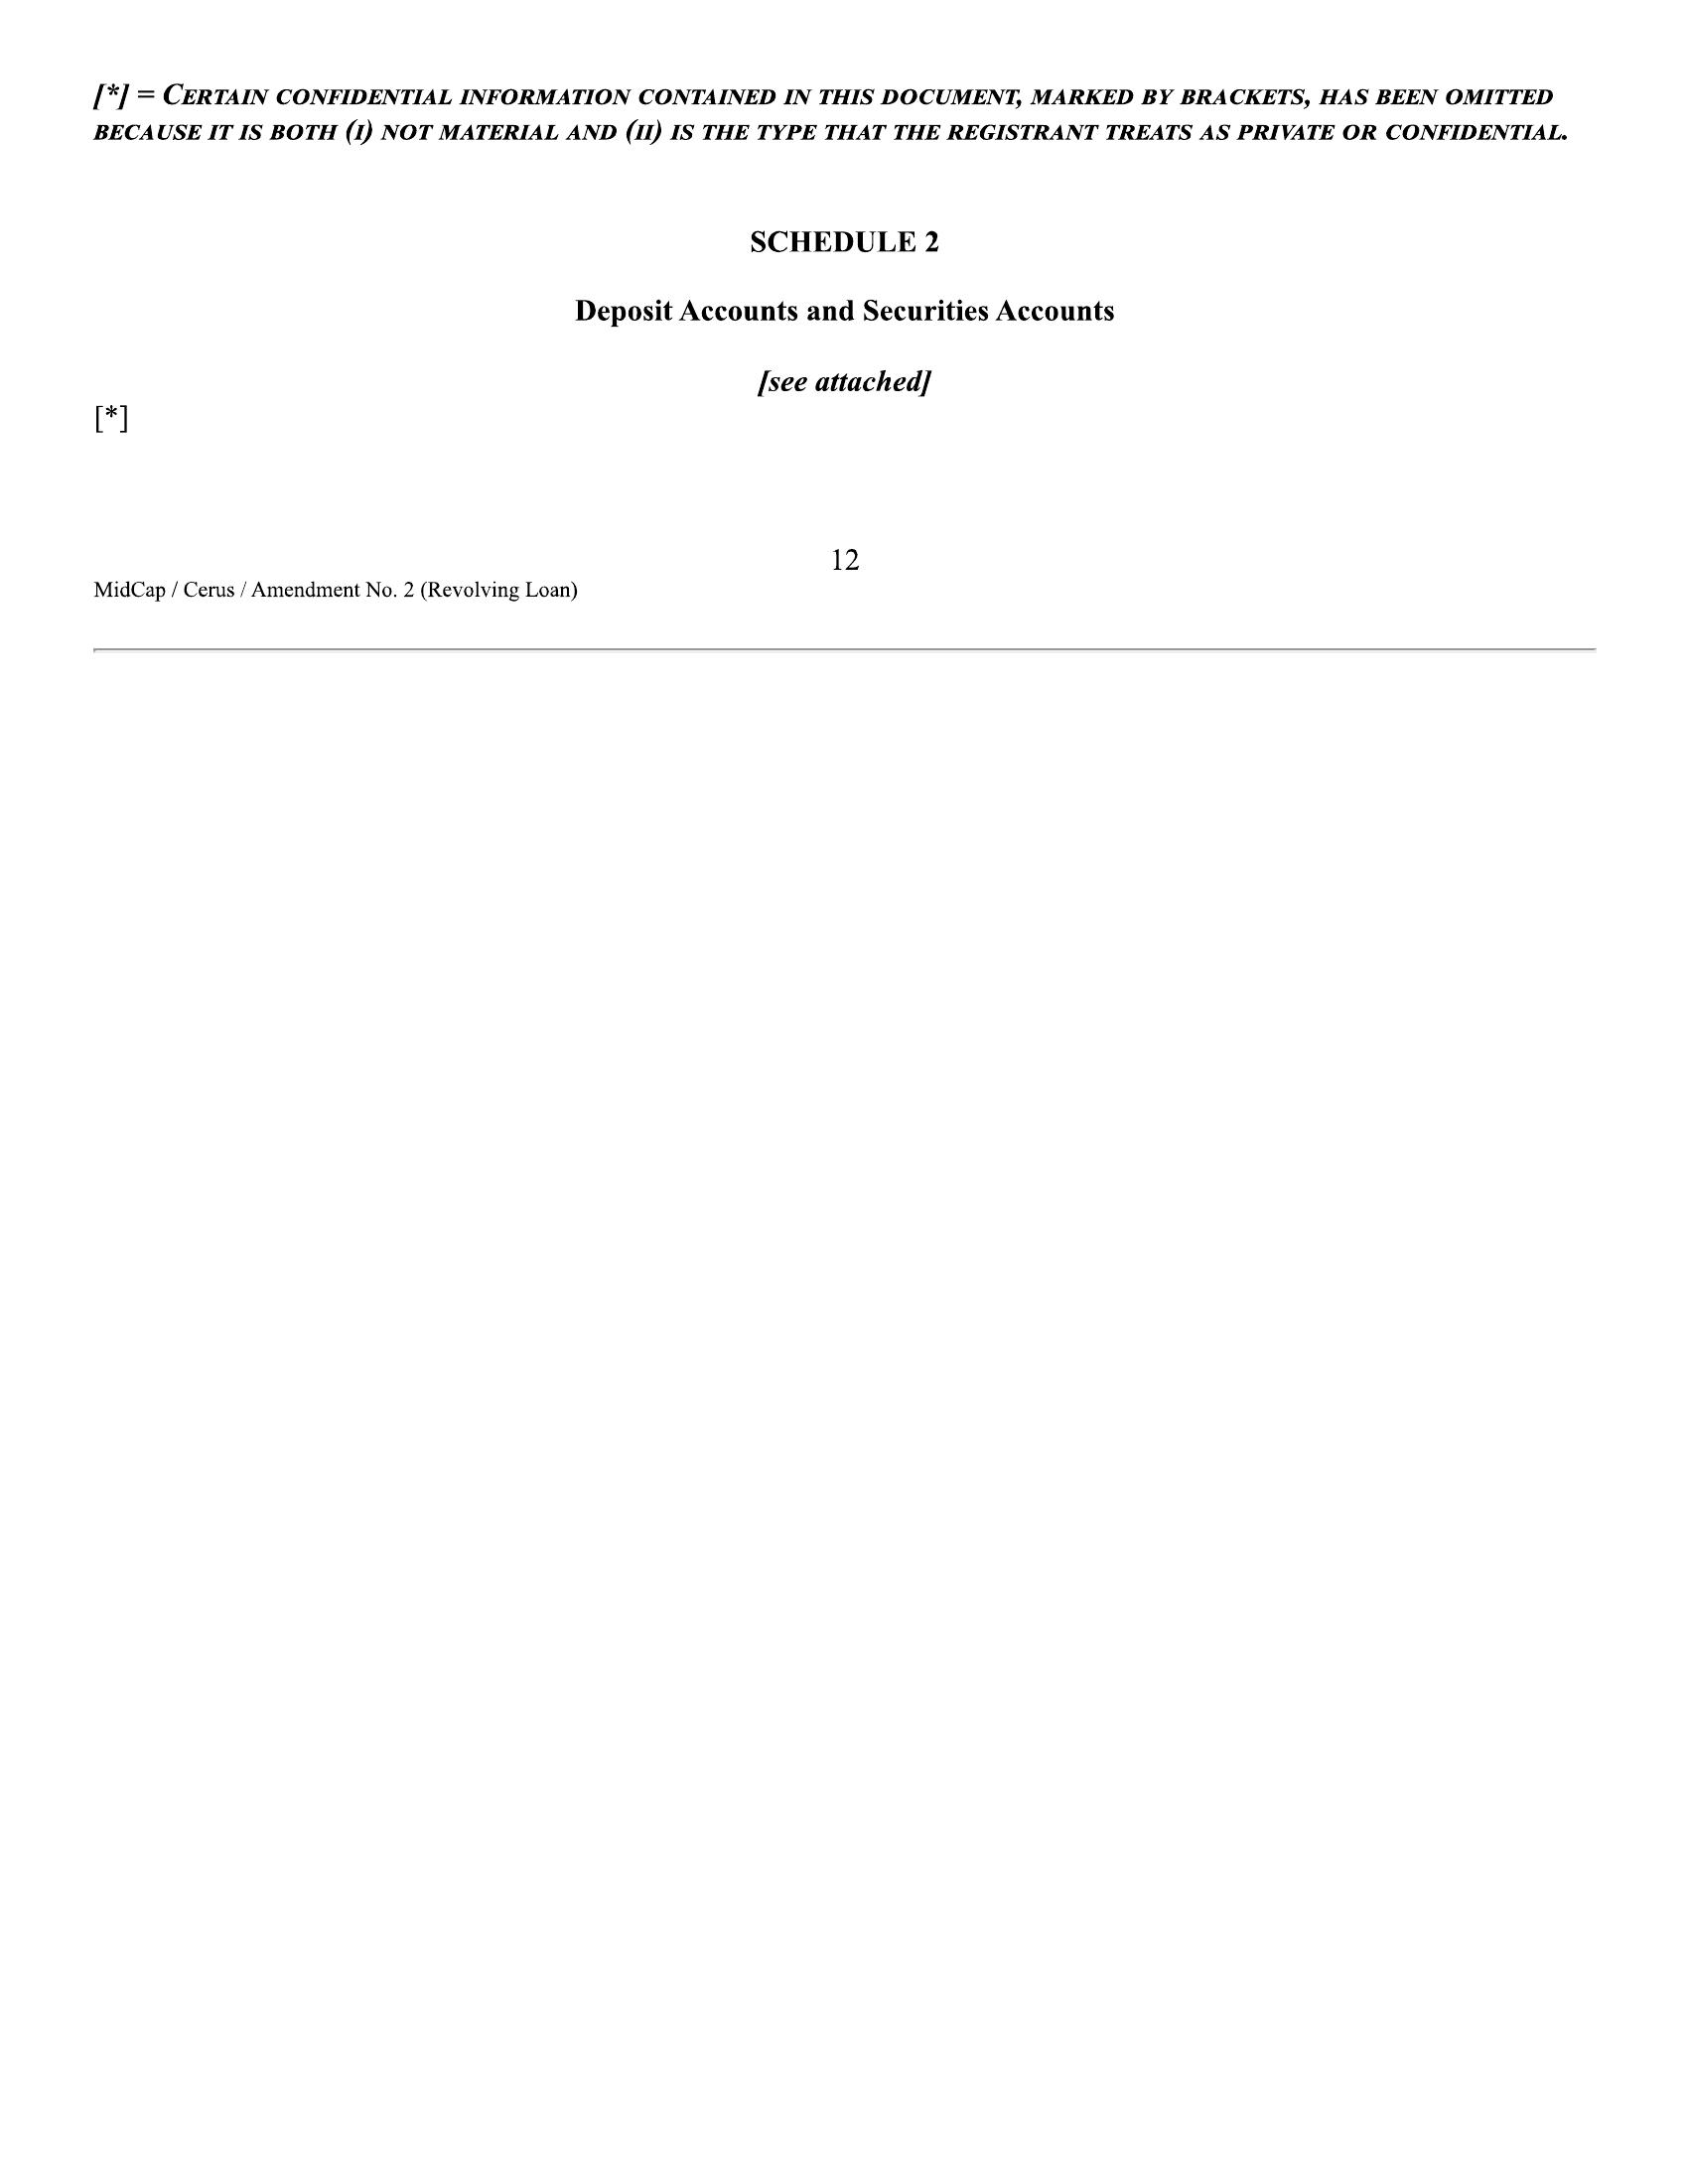 [*] = CERTAIN CONFIDENTIAL INFORMATION CONTAINED IN THIS DOCUMENT, MARKED BY BRACKETS, HAS BEEN OMITTED
BECAUSE IT IS BOTH (I) NOT MATERIAL AND (II) IS THE TYPE THAT THE REGISTRANT TREATS AS PRIVATE OR CONFIDENTIAL.
SCHEDULE 2
Deposit Accounts and Securities Accounts
[see attached]
[*]
12
MidCap / Cerus / Amendment No. 2 (Revolving Loan)